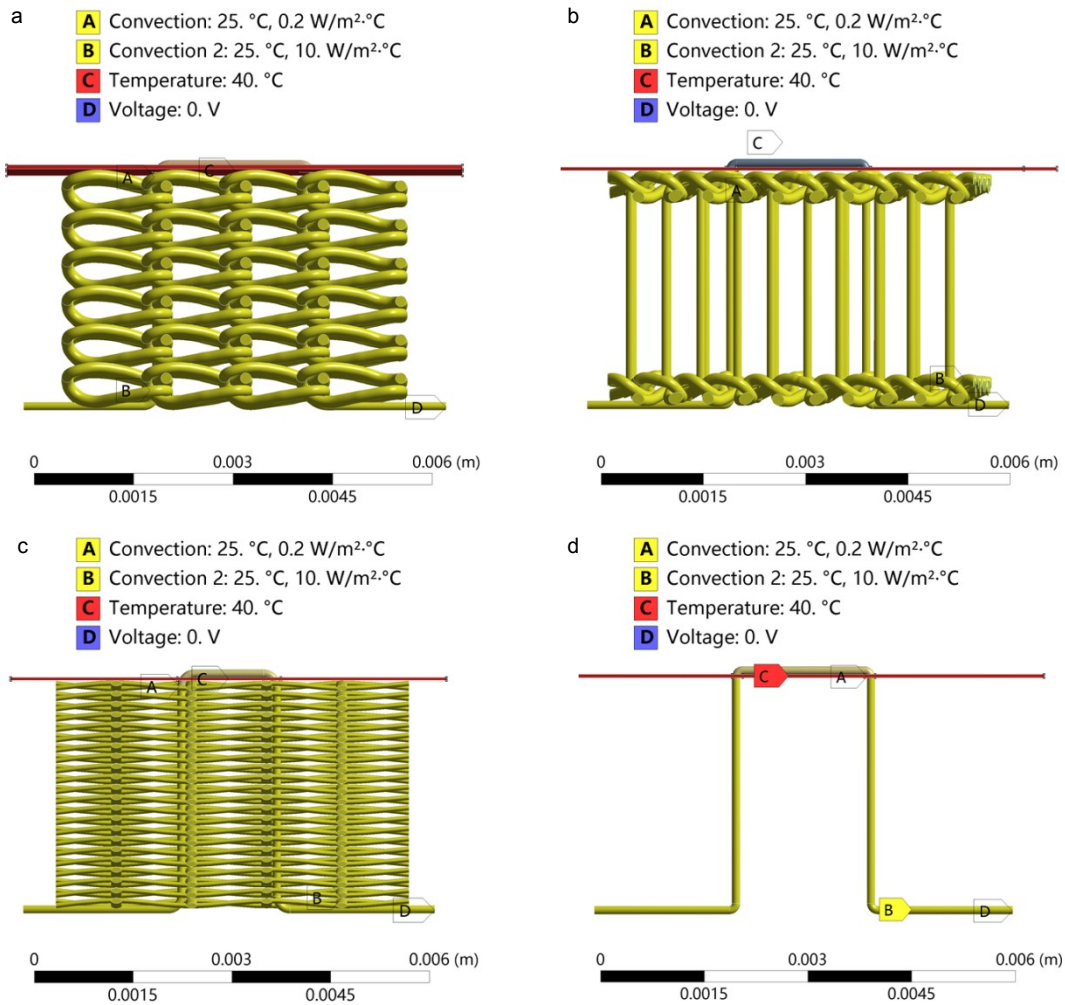 a
A Convection: 25. °C, 0.2 W/m²·°C
B Convection 2: 25. °C, 10. W/m²·°C
C Temperature: 40. °C
D Voltage: 0. V
A
C
B
D
0 0.003 0.006 (m)
0.0015 0.0045
b
A Convection: 25. °C, 0.2 W/m²·°C
B Convection 2: 25. °C, 10. W/m²·°C
C Temperature: 40. °C
D Voltage: 0. V
C
A
B
D
0 0.003 0.006 (m)
0.0015 0.0045
c
A Convection: 25. °C, 0.2 W/m²·°C
B Convection 2: 25. °C, 10. W/m²·°C
C Temperature: 40. °C
D Voltage: 0. V
A C
B
D
0 0.003 0.006 (m)
0.0015 0.0045
d
A Convection: 25. °C, 0.2 W/m²·°C
B Convection 2: 25. °C, 10. W/m²·°C
C Temperature: 40. °C
D Voltage: 0. V
C A
B D
0 0.003 0.006 (m)
0.0015 0.0045